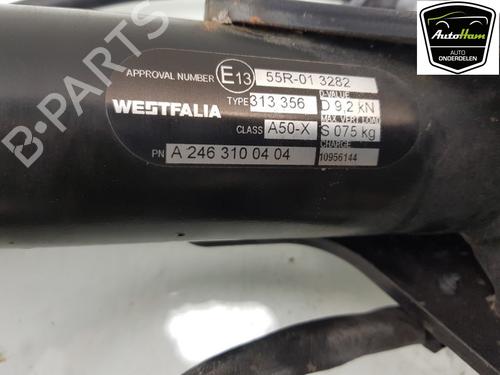 AutoHam
AUTO
ONDERDELEN
APPROVAL NUMBER E13 55R-01 3282
WESTFALIA TYPE 313 356 D-VALUE D 9,2 kN
CLASS A50-X MAX. VERT. LOAD S 075 kg
PN A 246 310 04 04 CHARGE 10956144
B-PARTS